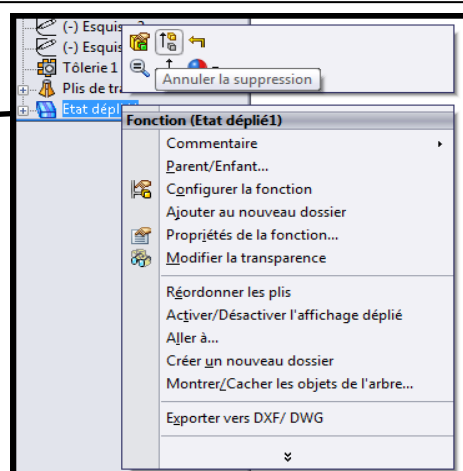 (-) Esquis
(-) Esquis
Tôlerie1
Plis de tra
Annuler la suppression
Etat dépl
Fonction (Etat déplié1)
Commentaire
Parent/Enfant...
Configurer la fonction
Ajouter au nouveau dossier
Propriétés de la fonction...
Modifier la transparence
Réordonner les plis
Activer/Désactiver l'affichage déplié
Aller à...
Créer un nouveau dossier
Montrer/Cacher les objets de l'arbre...
Exporter vers DXF/ DWG